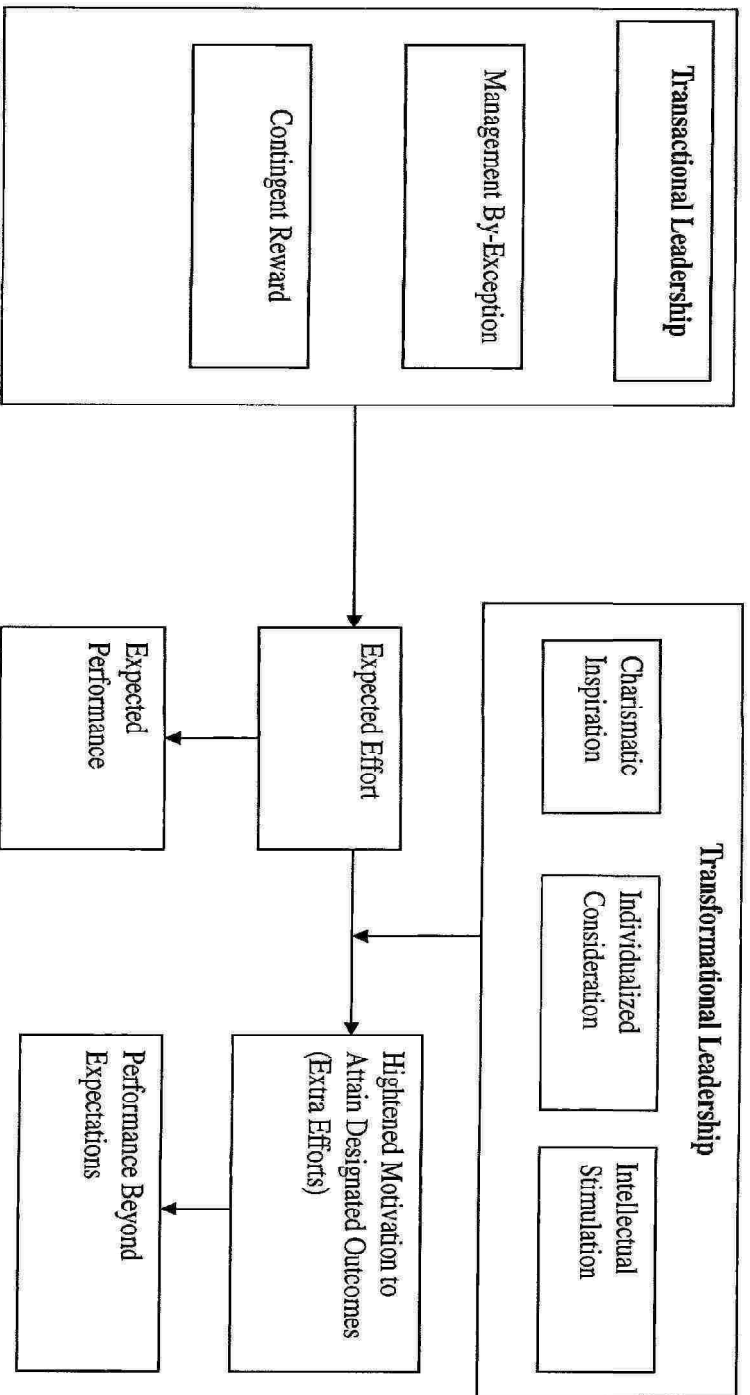 Transactional Leadership
Management By-Exception
Contingent Reward
Transformational Leadership
Charismatic
Inspiration
Individualized
Consideration
Intellectual
Stimulation
Expected Effort
Expected
Performance
Hightened Motivation to
Attain Designated Outcomes
(Extra Efforts)
Performance Beyond
Expectations